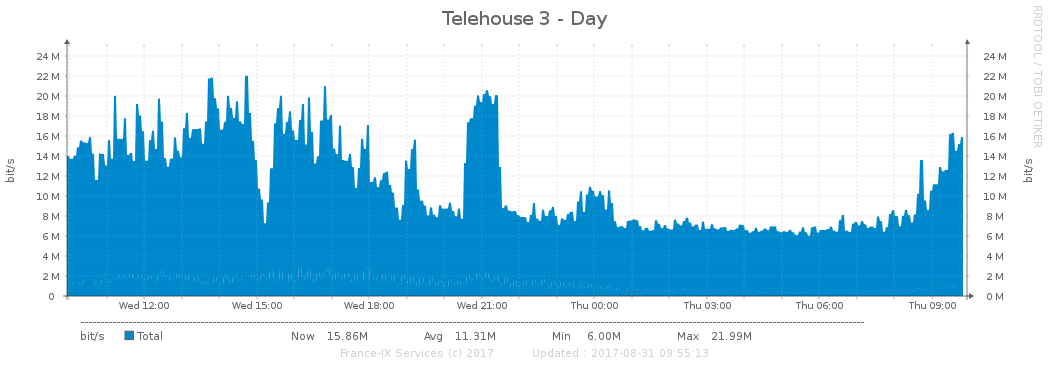 Telehouse 3 - Day
RRDTOOL / TOBI OETIKER
bit/s
24 M 24 M
22 M 22 M
20 M 20 M
18 M 18 M
16 M 16 M
14 M 14 M
12 M 12 M
10 M 10 M
8 M 8 M
6 M 6 M
4 M 4 M
2 M 2 M
0 0 M
bit/s
Wed 12:00 Wed 15:00 Wed 18:00 Wed 21:00 Thu 00:00 Thu 03:00 Thu 06:00 Thu 09:00
bit/s Total Now 15.86M Avg 11.31M Min 6.00M Max 21.99M
France-IX Services (c) 2017 Updated : 2017-08-31 09:55:13